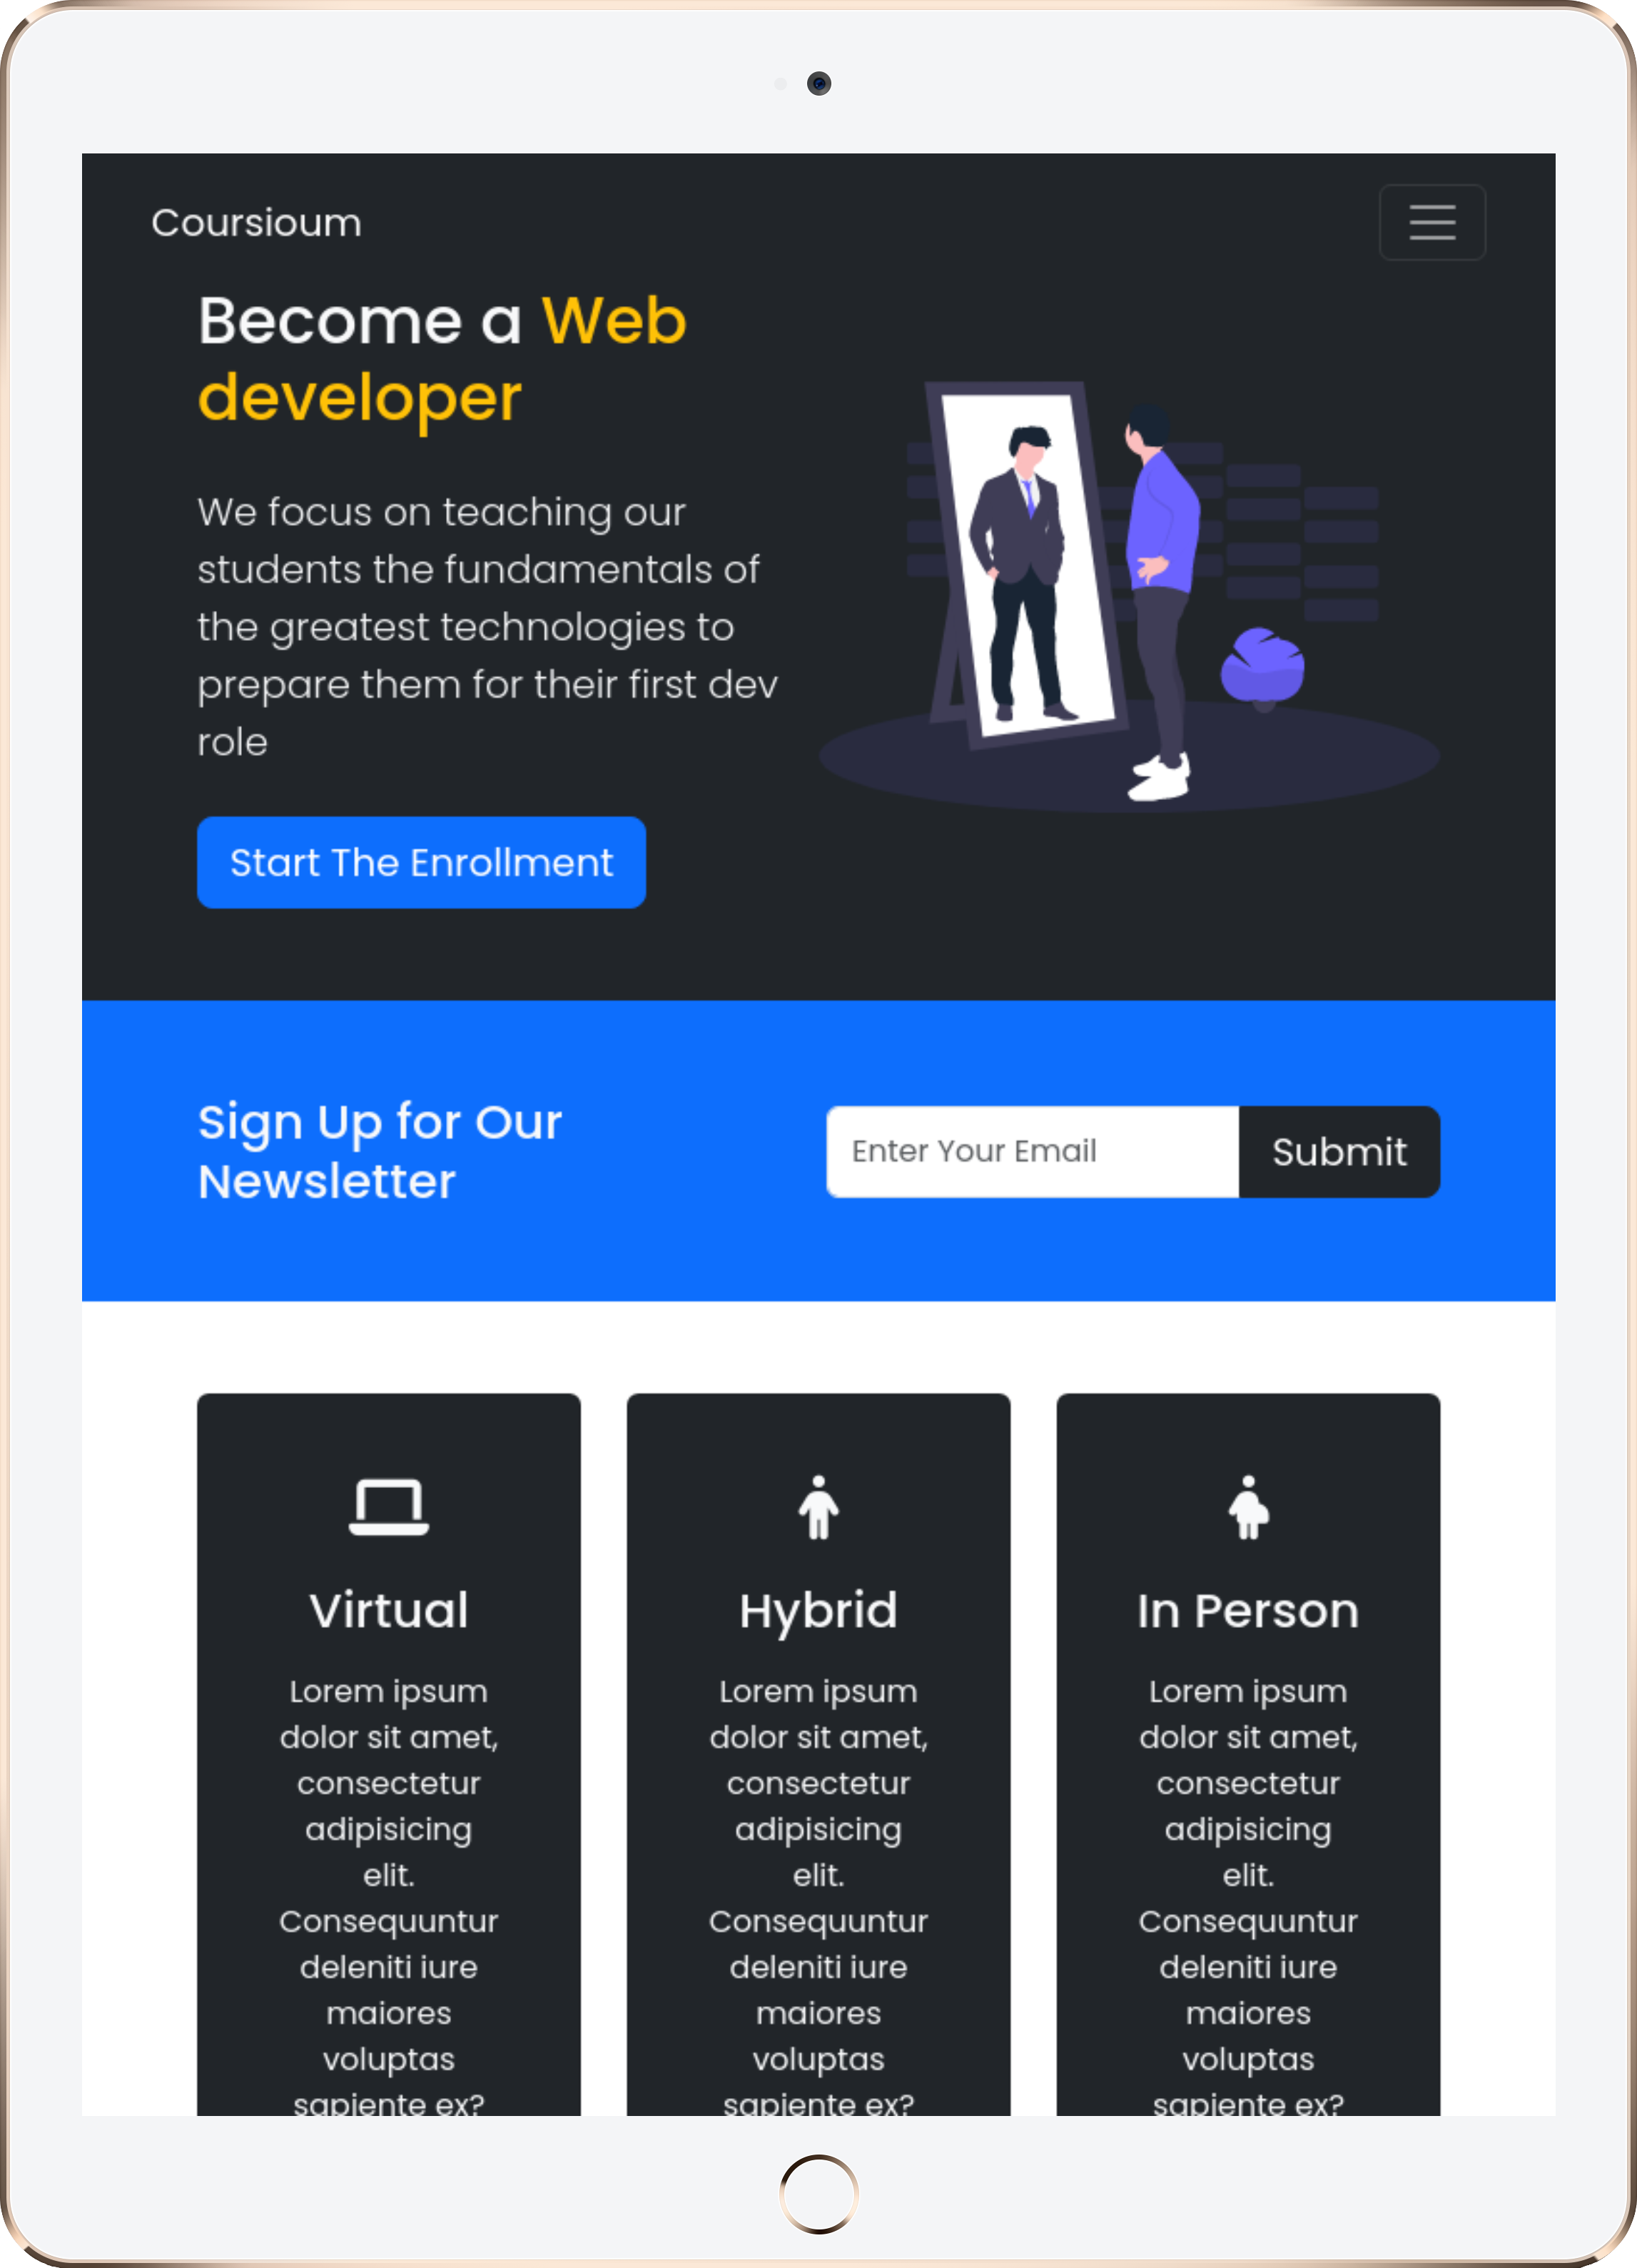 Coursioum
Become a Web
developer
We focus on teaching our
students the fundamentals of
the greatest technologies to
prepare them for their first dev
role
Start The Enrollment
Sign Up for Our
Newsletter
Enter Your Email
Submit
Virtual
Lorem ipsum
dolor sit amet,
consectetur
adipisicing
elit.
Consequuntur
deleniti iure
maiores
voluptas
sapiente ex?
Hybrid
Lorem ipsum
dolor sit amet,
consectetur
adipisicing
elit.
Consequuntur
deleniti iure
maiores
voluptas
sapiente ex?
In Person
Lorem ipsum
dolor sit amet,
consectetur
adipisicing
elit.
Consequuntur
deleniti iure
maiores
voluptas
sapiente ex?